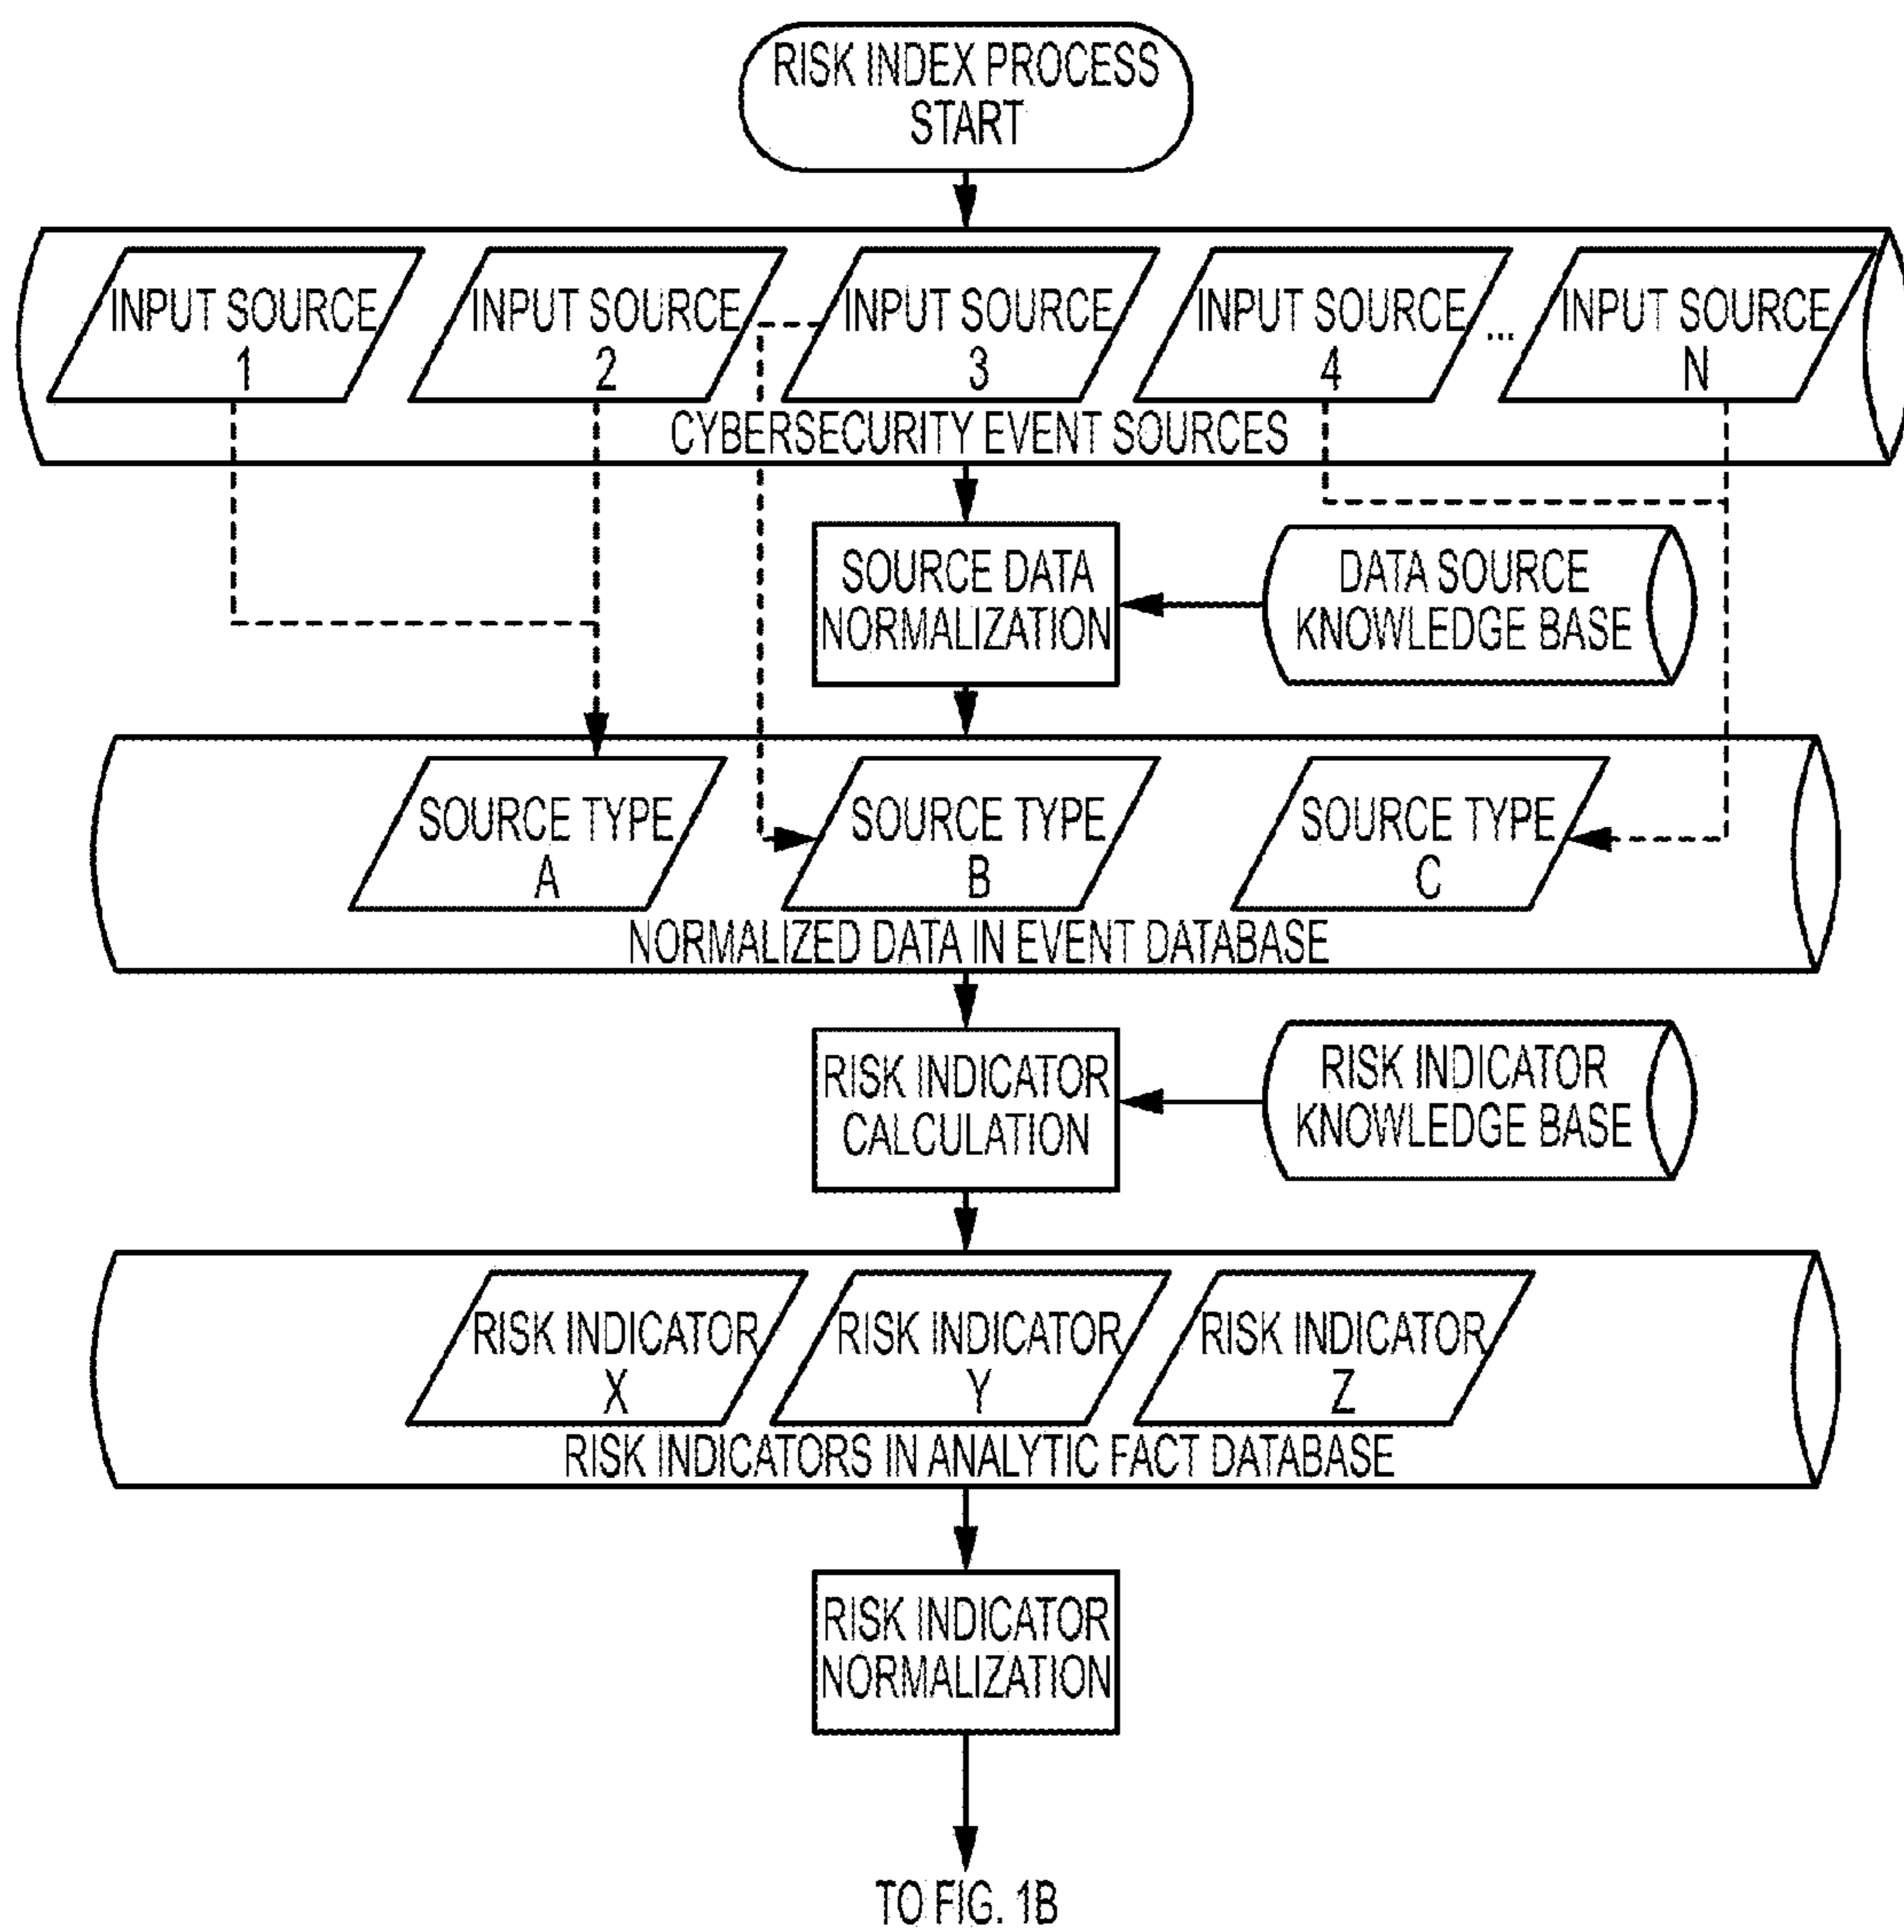 RISK INDEX PROCESS
START
INPUT SOURCE
1
INPUT SOURCE
2
INPUT SOURCE
3
INPUT SOURCE
4
...
INPUT SOURCE
N
CYBERSECURITY EVENT SOURCES
SOURCE DATA
NORMALIZATION
DATA SOURCE
KNOWLEDGE BASE
SOURCE TYPE
A
SOURCE TYPE
B
SOURCE TYPE
C
NORMALIZED DATA IN EVENT DATABASE
RISK INDICATOR
CALCULATION
RISK INDICATOR
KNOWLEDGE BASE
RISK INDICATOR
X
RISK INDICATOR
Y
RISK INDICATOR
Z
RISK INDICATORS IN ANALYTIC FACT DATABASE
RISK INDICATOR
NORMALIZATION
TO FIG. 1B